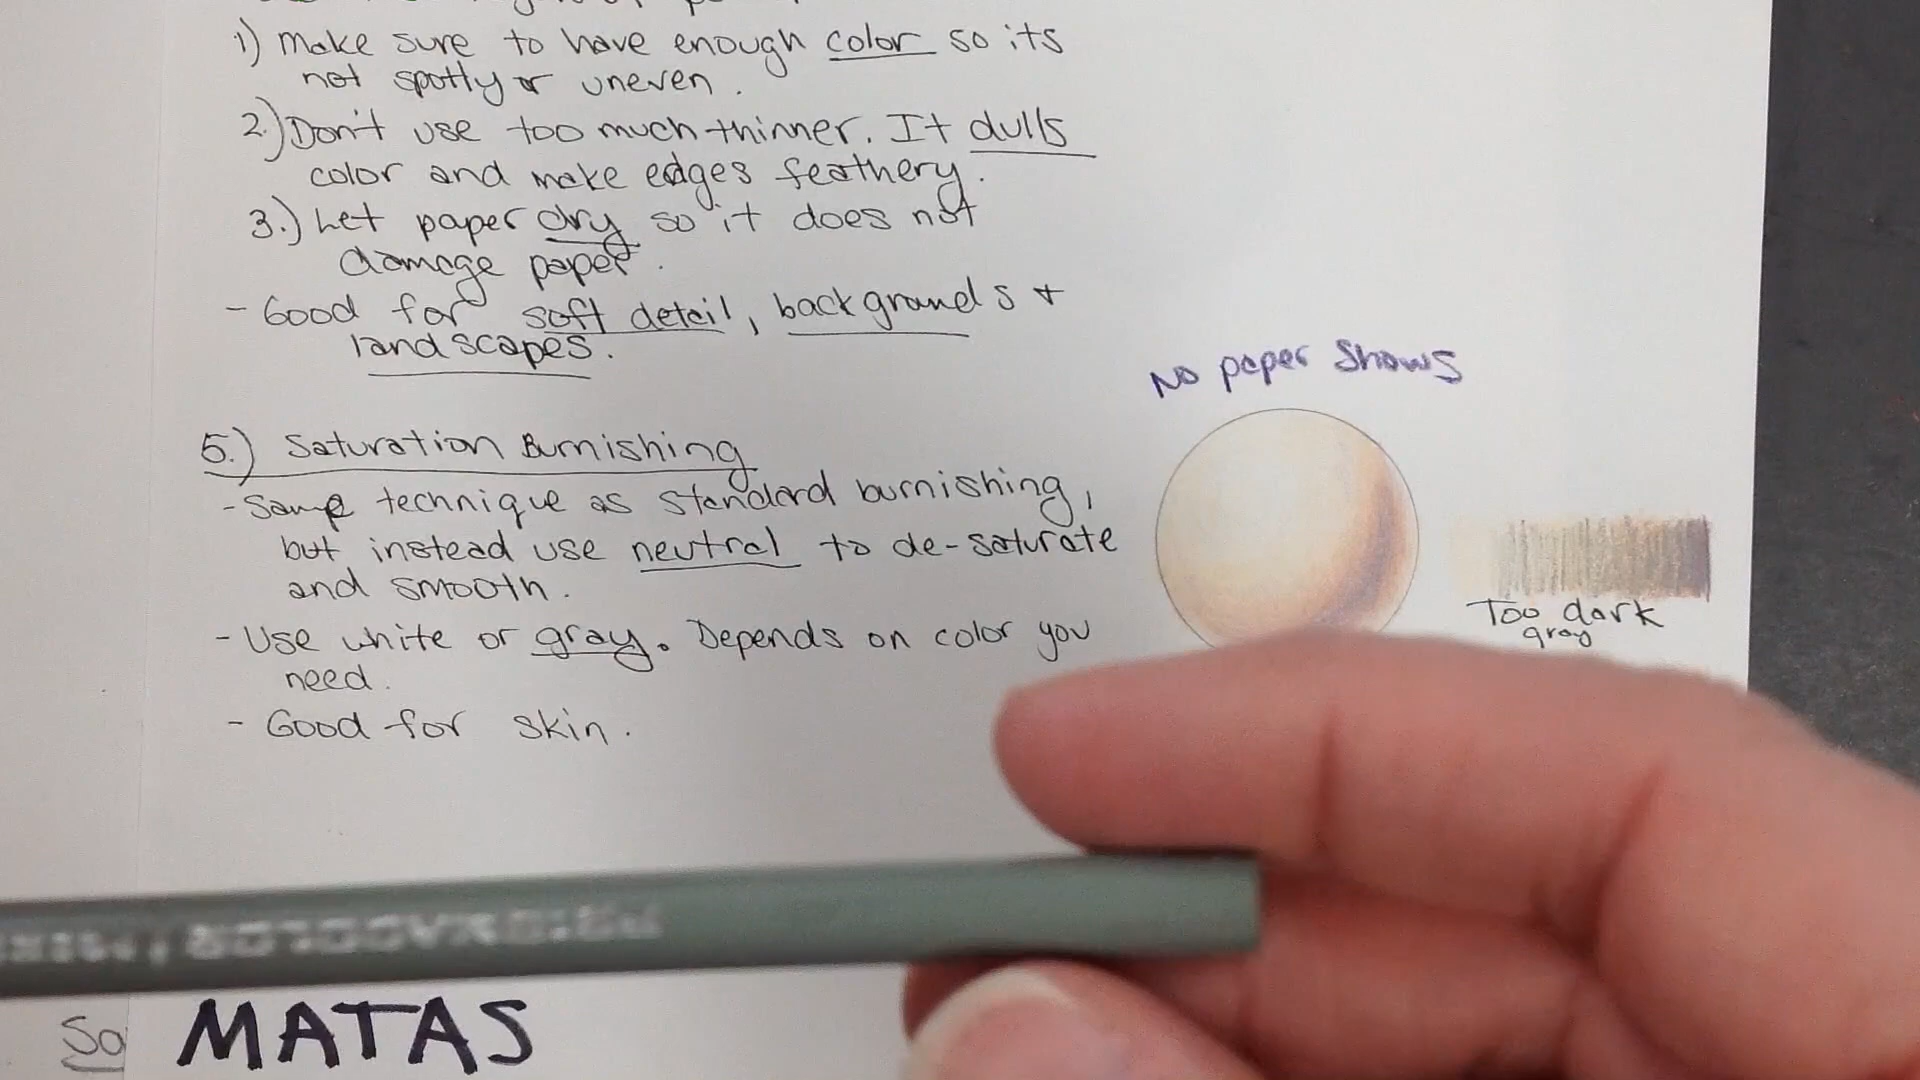 1) Make sure to have enough color so its
not spotty or uneven.
2.) Don't use too much thinner. It dulls
color and make edges feathery.
3.) Let paper dry so it does not
damage paper.
- Good for soft detail, backgrounds +
landscapes.
No paper shows
5.) Saturation Burnishing
- Same technique as standard burnishing,
but instead use neutral to de-saturate
and smooth.
Too dark
gray
- Use white or gray. Depends on color you
need.
- Good for skin.
So
MATAS